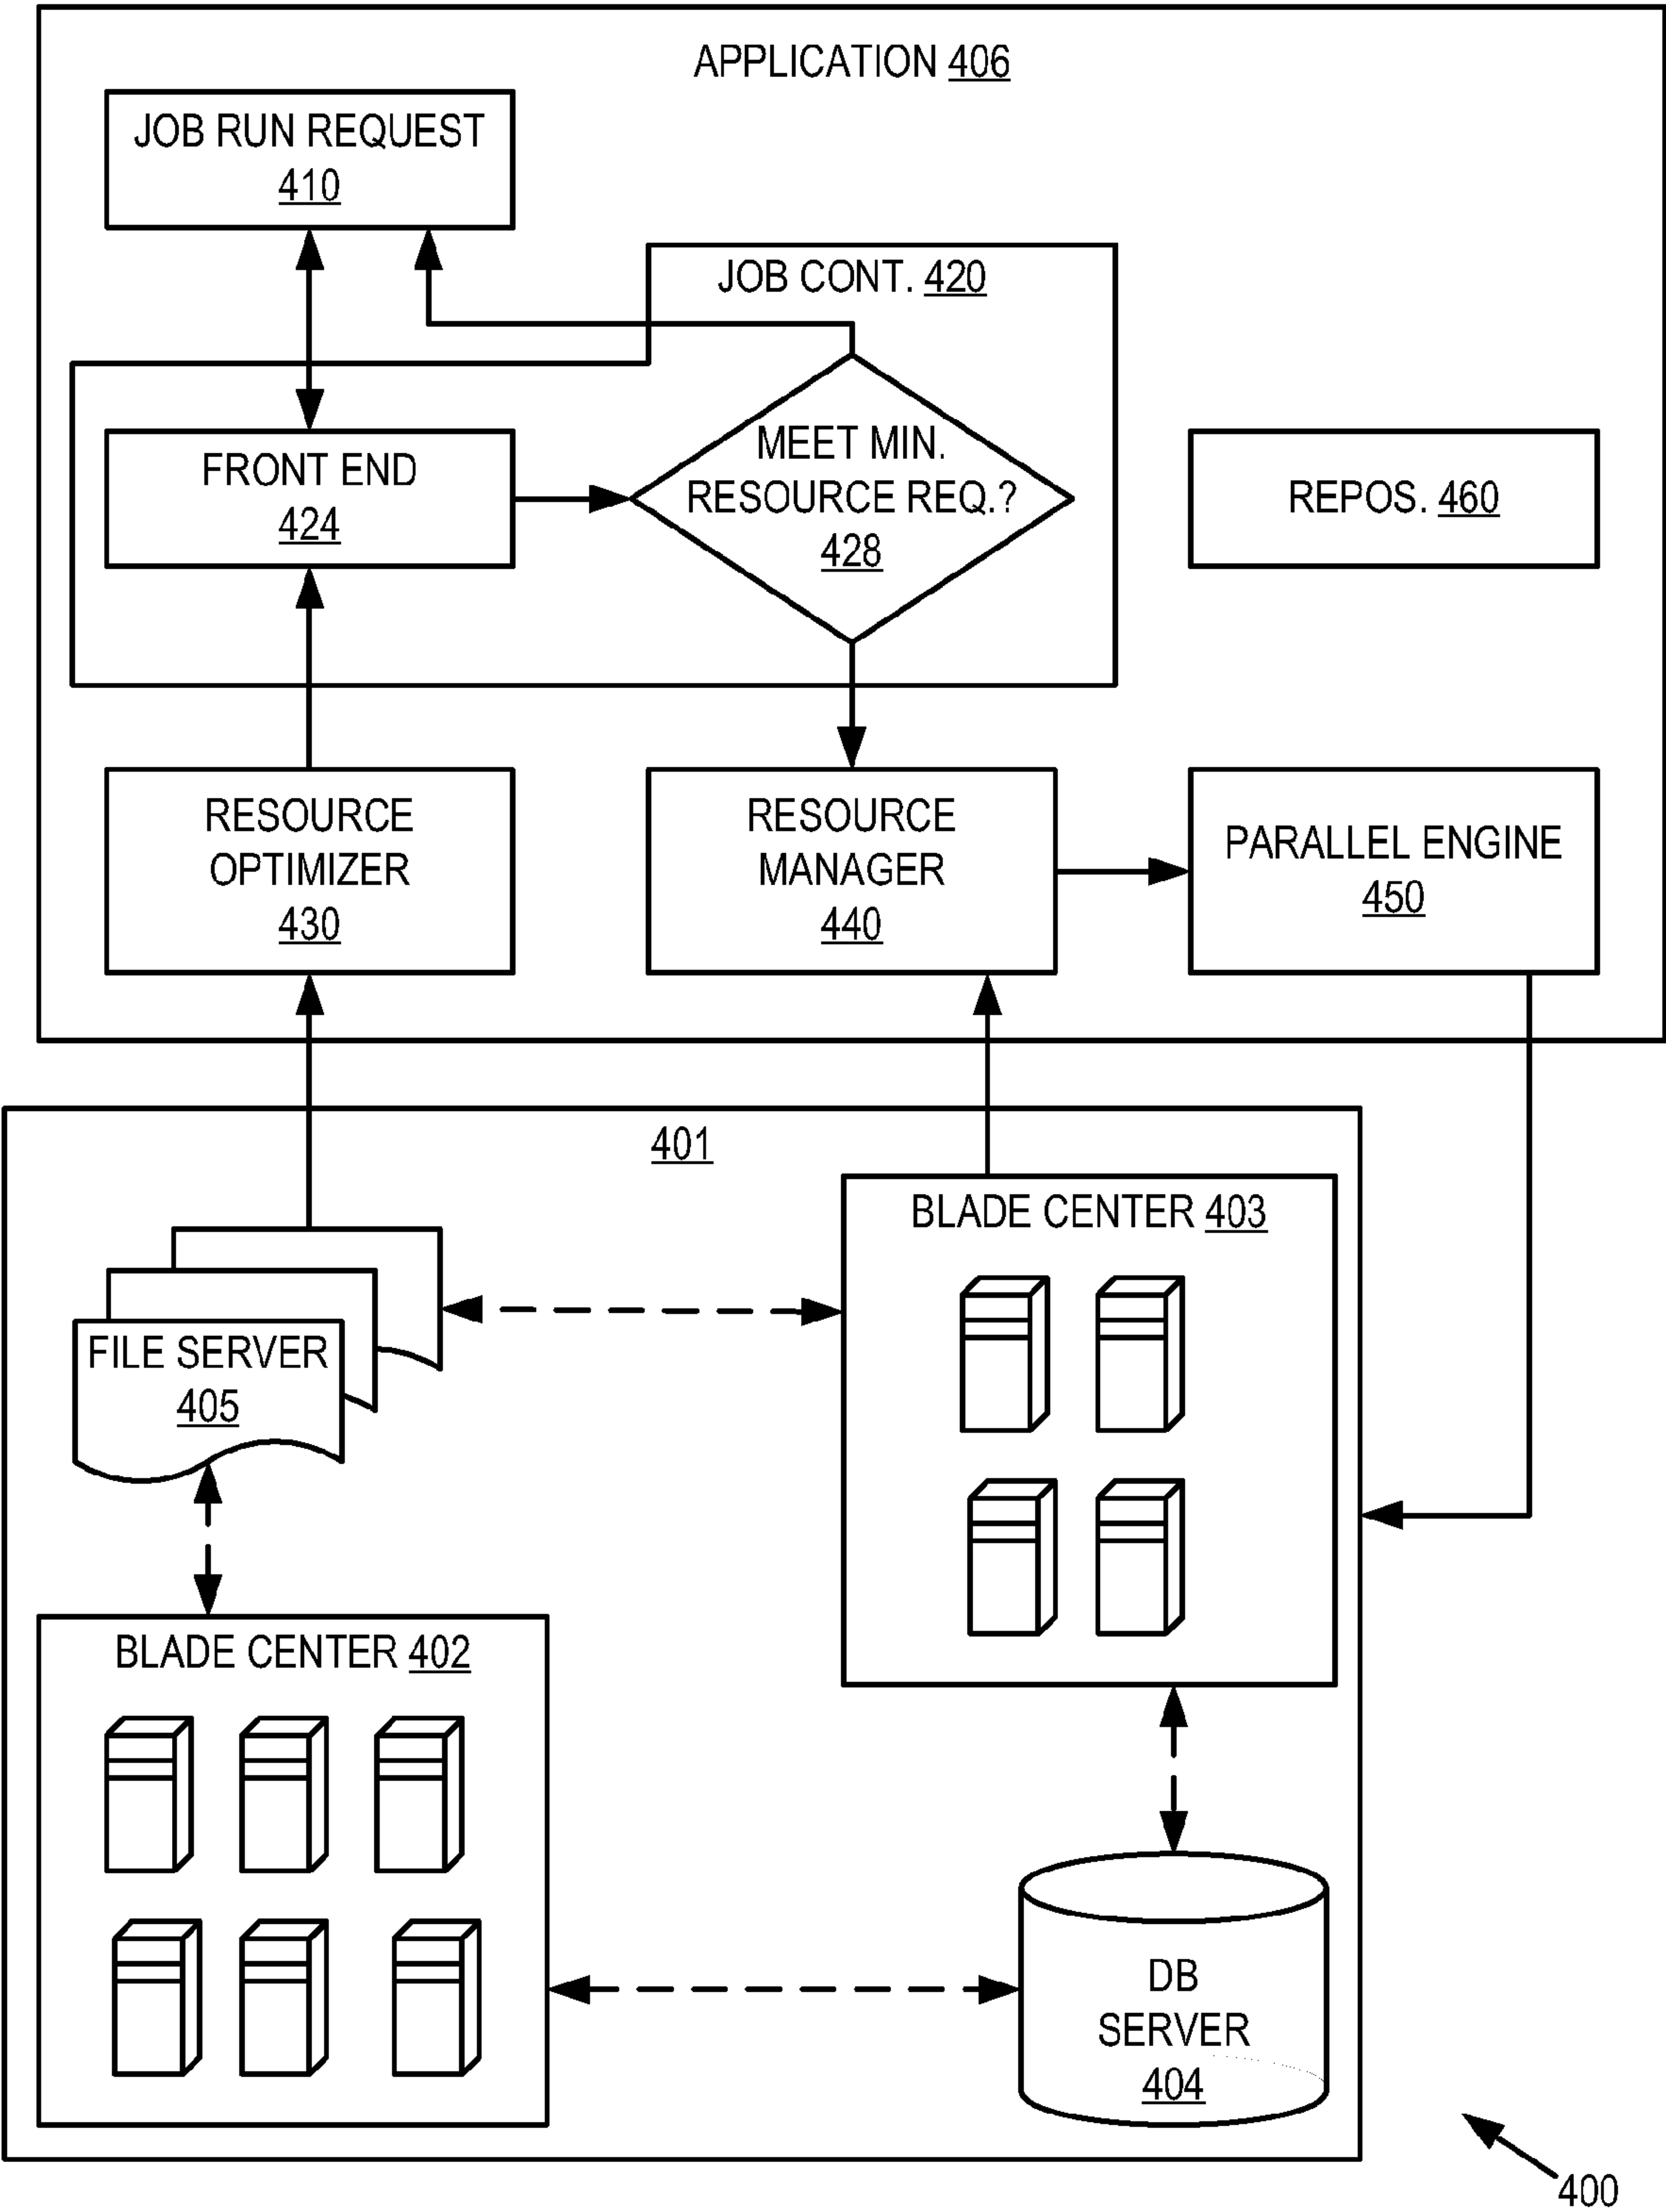 APPLICATION 406
JOB RUN REQUEST
410
JOB CONT. 420
FRONT END
424
MEET MIN.
RESOURCE REQ.?
428
REPOS. 460
RESOURCE
OPTIMIZER
430
RESOURCE
MANAGER
440
PARALLEL ENGINE
450
401
BLADE CENTER 403
FILE SERVER
405
BLADE CENTER 402
DB
SERVER
404
400